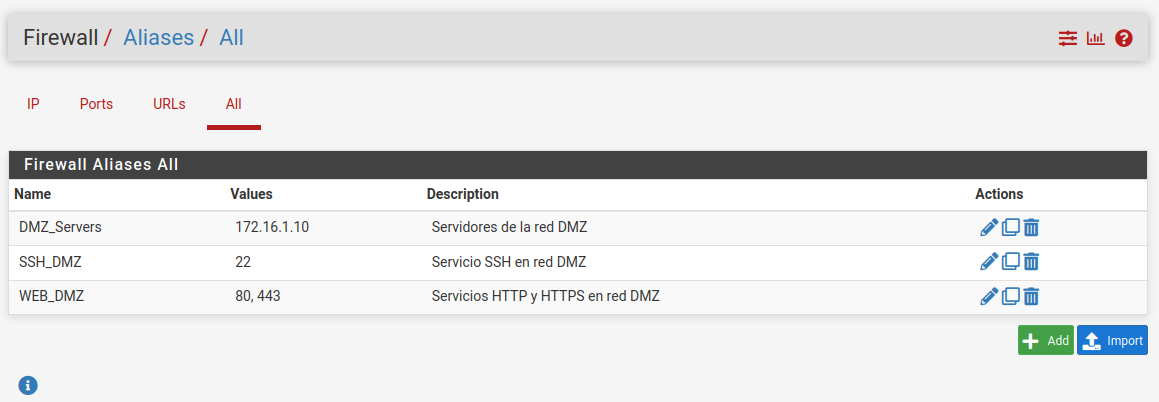 Firewall / Aliases / All
IP Ports URLs All
Firewall Aliases All
Name Values Description Actions
DMZ_Servers 172.16.1.10 Servidores de la red DMZ
SSH_DMZ 22 Servicio SSH en red DMZ
WEB_DMZ 80, 443 Servicios HTTP y HTTPS en red DMZ
Add Import